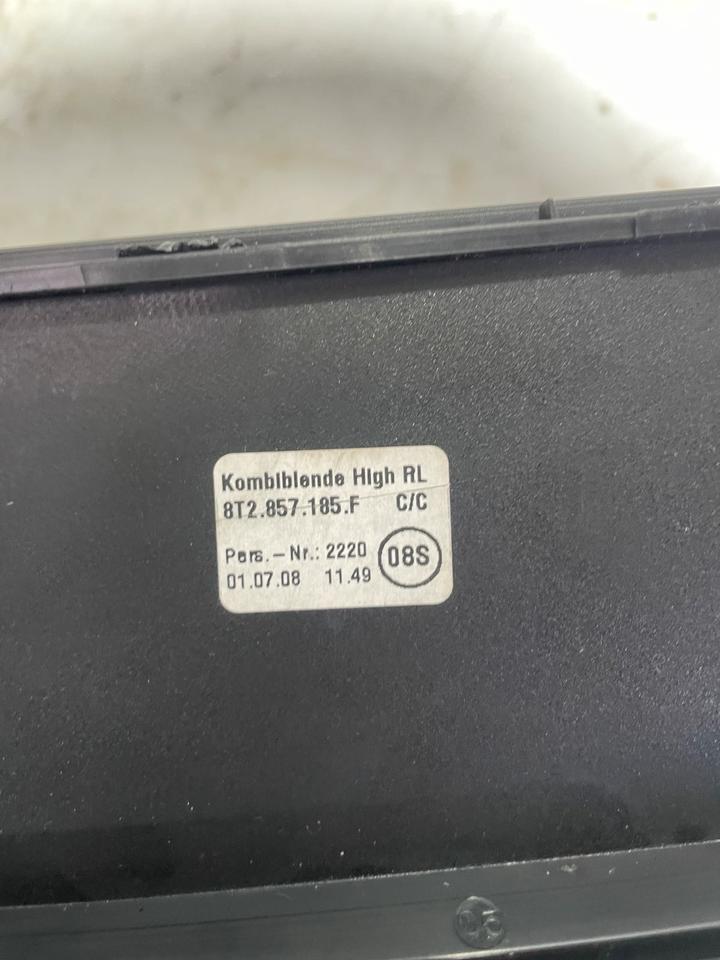 Kombiblende High RL
8T2.857.185.F C/C
Pers.-Nr.: 2220
01.07.08 11.49
08S